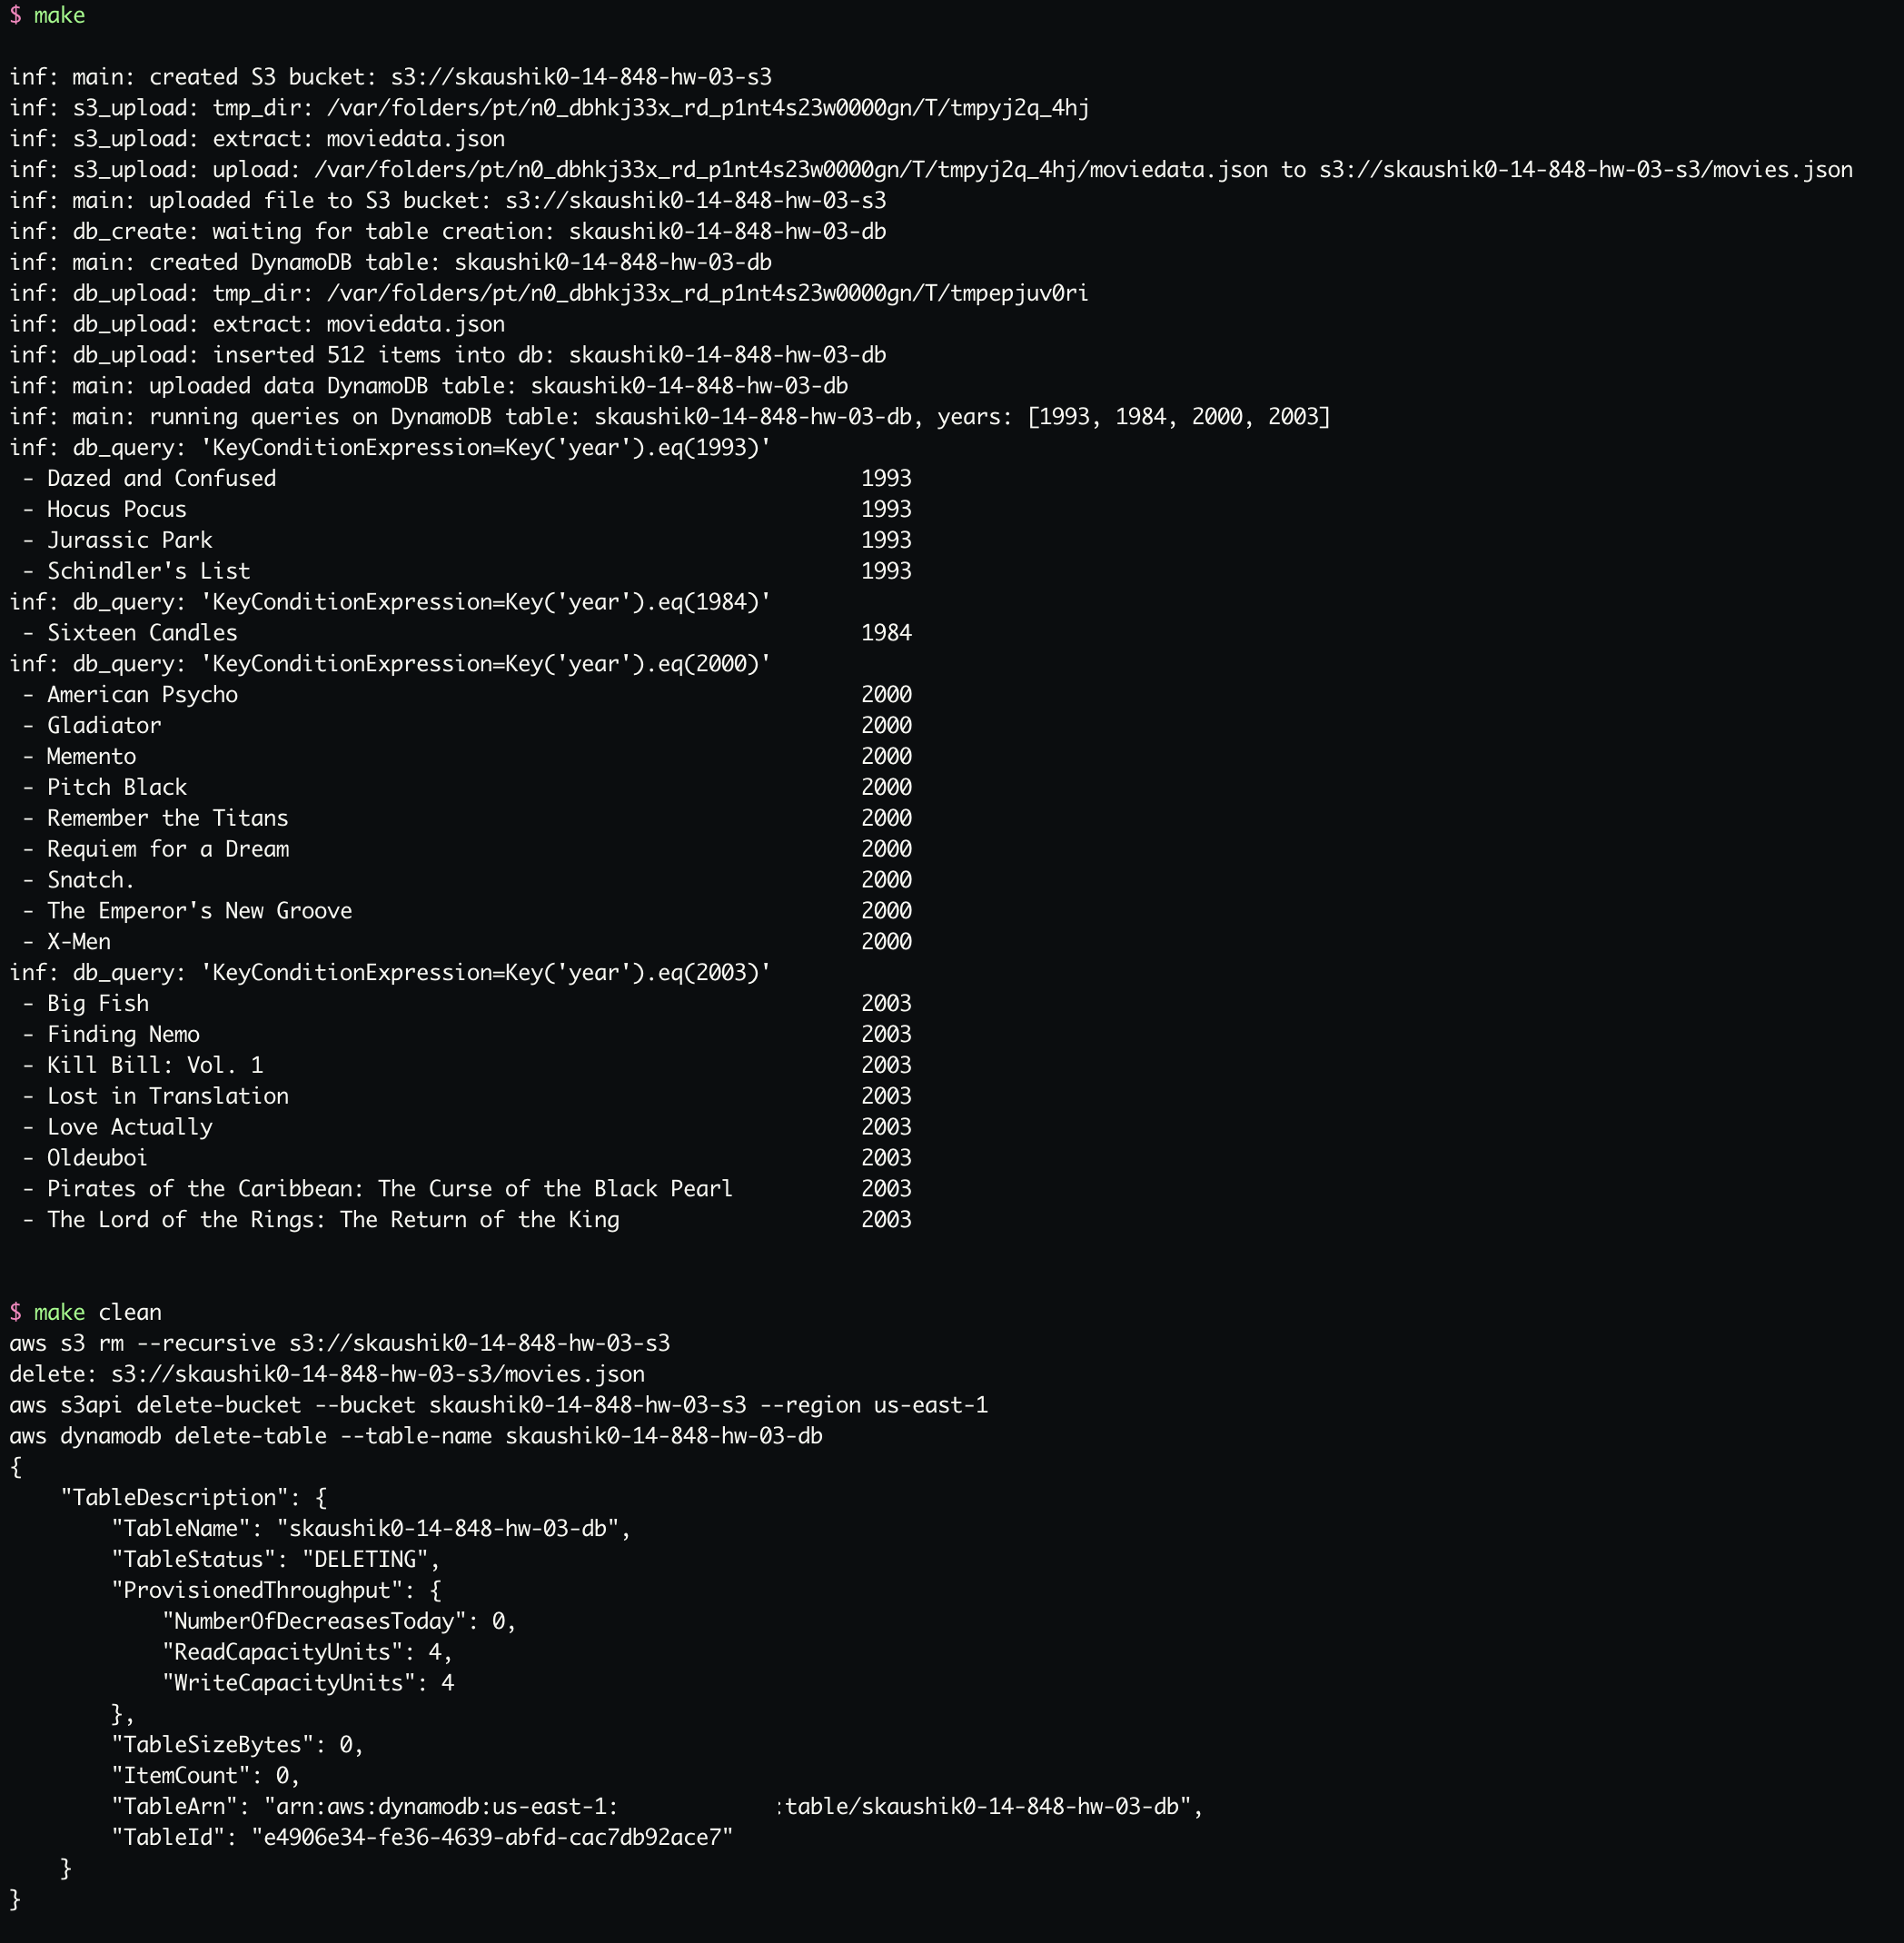 $ make
inf: main: created S3 bucket: s3://skaushik0-14-848-hw-03-s3
inf: s3_upload: tmp_dir: /var/folders/pt/n0_dbhkj33x_rd_p1nt4s23w0000gn/T/tmpyj2q_4hj
inf: s3_upload: extract: moviedata.json
inf: s3_upload: upload: /var/folders/pt/n0_dbhkj33x_rd_p1nt4s23w0000gn/T/tmpyj2q_4hj/moviedata.json to s3://skaushik0-14-848-hw-03-s3/movies.json
inf: main: uploaded file to S3 bucket: s3://skaushik0-14-848-hw-03-s3
inf: db_create: waiting for table creation: skaushik0-14-848-hw-03-db
inf: main: created DynamoDB table: skaushik0-14-848-hw-03-db
inf: db_upload: tmp_dir: /var/folders/pt/n0_dbhkj33x_rd_p1nt4s23w0000gn/T/tmpepjuv0ri
inf: db_upload: extract: moviedata.json
inf: db_upload: inserted 512 items into db: skaushik0-14-848-hw-03-db
inf: main: uploaded data DynamoDB table: skaushik0-14-848-hw-03-db
inf: main: running queries on DynamoDB table: skaushik0-14-848-hw-03-db, years: [1993, 1984, 2000, 2003]
inf: db_query: 'KeyConditionExpression=Key('year').eq(1993)'
 - Dazed and Confused                                              1993
 - Hocus Pocus                                                     1993
 - Jurassic Park                                                   1993
 - Schindler's List                                                1993
inf: db_query: 'KeyConditionExpression=Key('year').eq(1984)'
 - Sixteen Candles                                                 1984
inf: db_query: 'KeyConditionExpression=Key('year').eq(2000)'
 - American Psycho                                                 2000
 - Gladiator                                                       2000
 - Memento                                                         2000
 - Pitch Black                                                     2000
 - Remember the Titans                                             2000
 - Requiem for a Dream                                             2000
 - Snatch.                                                         2000
 - The Emperor's New Groove                                        2000
 - X-Men                                                           2000
inf: db_query: 'KeyConditionExpression=Key('year').eq(2003)'
 - Big Fish                                                        2003
 - Finding Nemo                                                    2003
 - Kill Bill: Vol. 1                                               2003
 - Lost in Translation                                             2003
 - Love Actually                                                   2003
 - Oldeuboi                                                        2003
 - Pirates of the Caribbean: The Curse of the Black Pearl          2003
 - The Lord of the Rings: The Return of the King                   2003
$ make clean
aws s3 rm --recursive s3://skaushik0-14-848-hw-03-s3
delete: s3://skaushik0-14-848-hw-03-s3/movies.json
aws s3api delete-bucket --bucket skaushik0-14-848-hw-03-s3 --region us-east-1
aws dynamodb delete-table --table-name skaushik0-14-848-hw-03-db
{
    "TableDescription": {
        "TableName": "skaushik0-14-848-hw-03-db",
        "TableStatus": "DELETING",
        "ProvisionedThroughput": {
            "NumberOfDecreasesToday": 0,
            "ReadCapacityUnits": 4,
            "WriteCapacityUnits": 4
        },
        "TableSizeBytes": 0,
        "ItemCount": 0,
        "TableArn": "arn:aws:dynamodb:us-east-1:            :table/skaushik0-14-848-hw-03-db",
        "TableId": "e4906e34-fe36-4639-abfd-cac7db92ace7"
    }
}